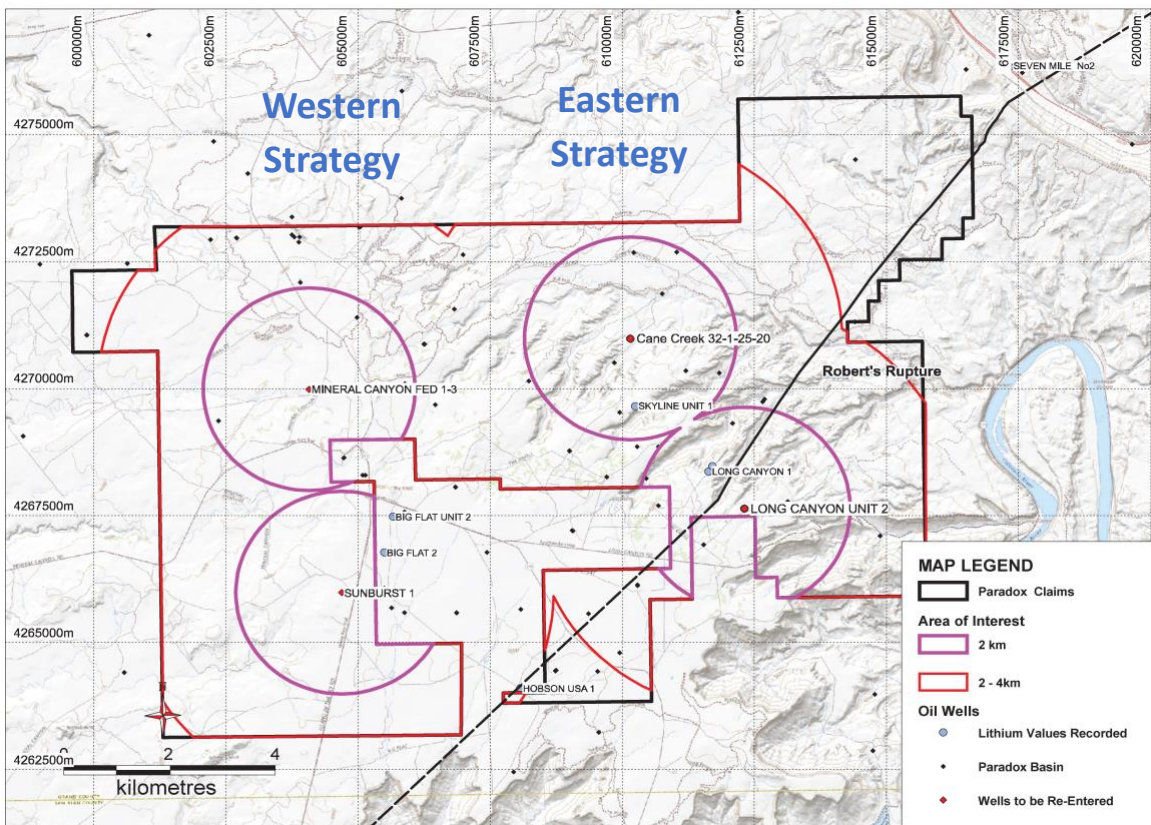 600000m
602500m
605000m
607500m
610000m
612500m
615000m
617500m
620000m
SEVEN MILE No2
Western
Strategy
Eastern
Strategy
4275000m
4272500m
4270000m
4267500m
4265000m
4262500m
Cane Creek 32-1-25-20
Robert's Rupture
MINERAL CANYON FED 1-3
SKYLINE UNIT 1
LONG CANYON 1
LONG CANYON UNIT 2
BIG FLAT UNIT 2
BIG FLAT 2
SUNBURST 1
HOBSON USA 1
N
0 2 4
kilometres
MAP LEGEND
Paradox Claims
Area of Interest
2 km
2 - 4km
Oil Wells
Lithium Values Recorded
Paradox Basin
Wells to be Re-Entered